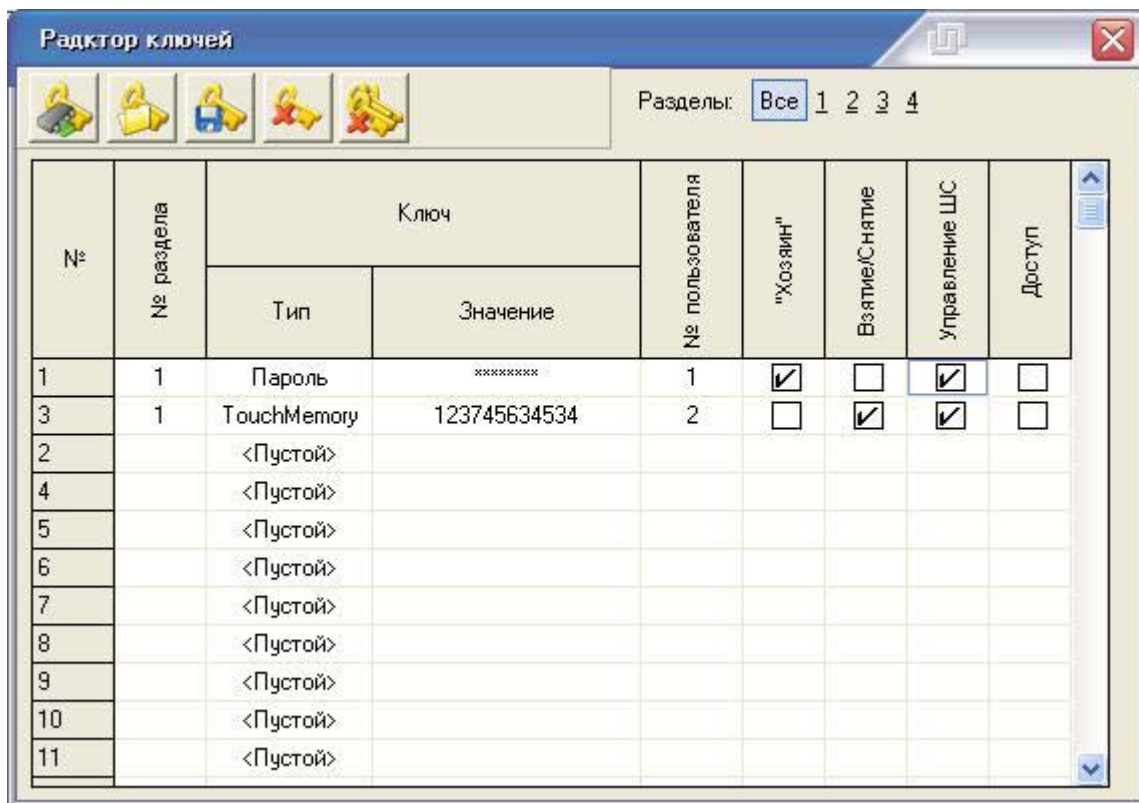 Радктор ключей
Разделы: Все 1 2 3 4
№ № раздела Ключ № пользователя "Хозяин" Взятие/Снятие Управление ШС Доступ
Тип Значение
1 1 Пароль ******** 1
3 1 TouchMemory 123745634534 2
2 <Пустой>
4 <Пустой>
5 <Пустой>
6 <Пустой>
7 <Пустой>
8 <Пустой>
9 <Пустой>
10 <Пустой>
11 <Пустой>